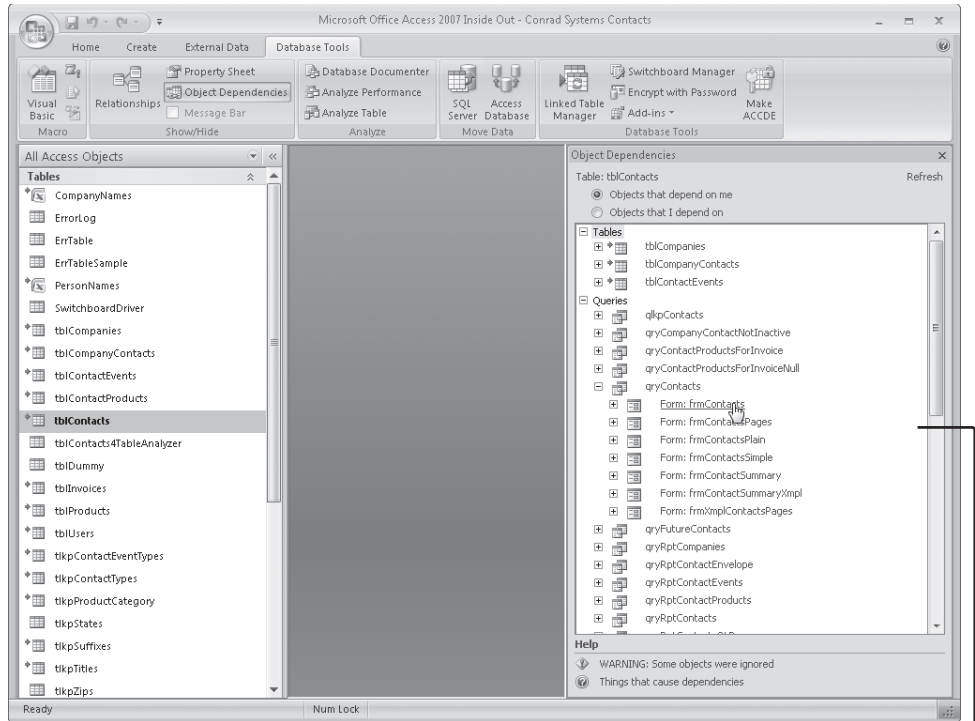 Microsoft Office Access 2007 Inside Out - Conrad Systems Contacts
Home Create External Data Database Tools
Visual Basic
Macro
Relationships
Property Sheet
Object Dependencies
Message Bar
Show/Hide
Database Documenter
Analyze Performance
Analyze Table
Analyze
SQL Server
Access Database
Move Data
Linked Table Manager
Switchboard Manager
Encrypt with Password
Add-ins
Make ACCDE
Database Tools
All Access Objects
Tables
CompanyNames
ErrorLog
ErrTable
ErrTableSample
PersonNames
SwitchboardDriver
tblCompanies
tblCompanyContacts
tblContactEvents
tblContactProducts
tblContacts
tblContacts4TableAnalyzer
tblDummy
tblInvoices
tblProducts
tblUsers
tlkpContactEventTypes
tlkpContactTypes
tlkpProductCategory
tlkpStates
tlkpSuffixes
tlkpTitles
tlkpZips
Object Dependencies
Table: tblContacts Refresh
Objects that depend on me
Objects that I depend on
Tables
tblCompanies
tblCompanyContacts
tblContactEvents
Queries
qlkpContacts
qryCompanyContactNotInactive
qryContactProductsForInvoice
qryContactProductsForInvoiceNull
qryContacts
Form: frmContacts
Form: frmContactsPages
Form: frmContactsPlain
Form: frmContactsSimple
Form: frmContactSummary
Form: frmContactSummaryXmpl
Form: frmXmplContactsPages
qryFutureContacts
qryRptCompanies
qryRptContactEnvelope
qryRptContactEvents
qryRptContactProducts
qryRptContacts
Help
WARNING: Some objects were ignored
Things that cause dependencies
Ready Num Lock